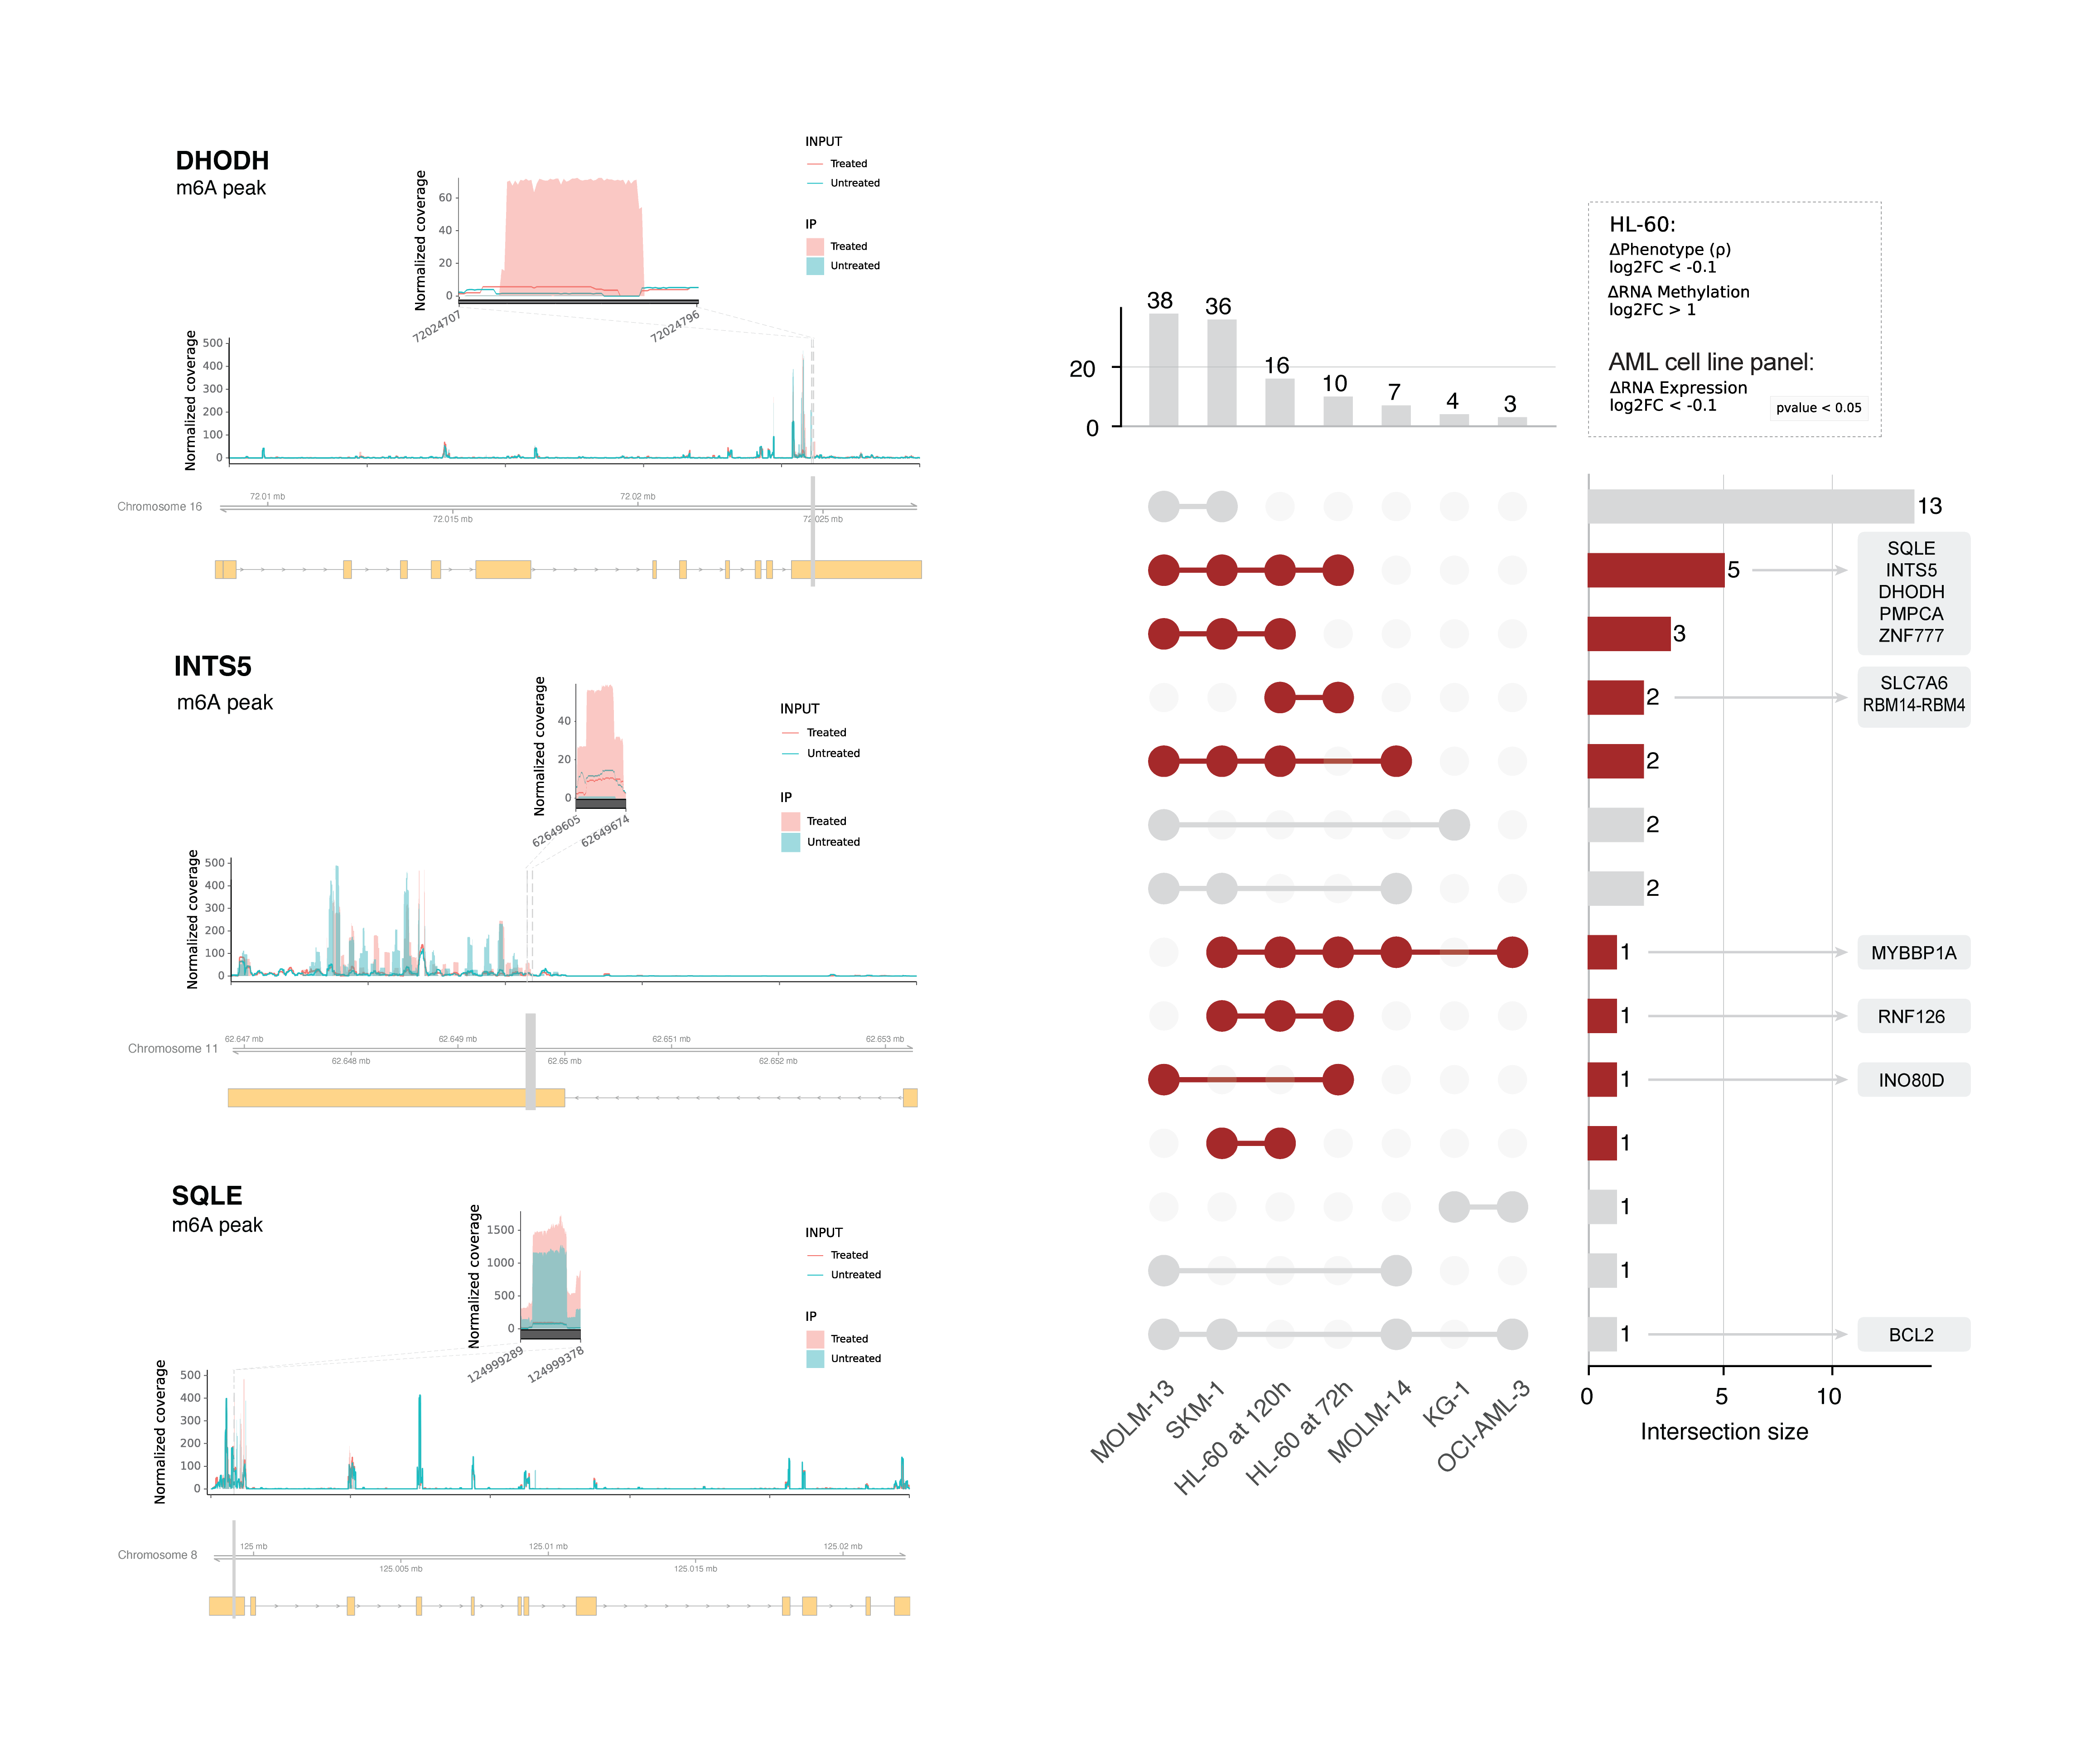 DHODH
m6A peak
Normalized coverage
60
40
20
0
72024707
72024796
INPUT
Treated
Untreated
IP
Treated
Untreated
Normalized coverage
500
400
300
200
100
0
Chromosome 16
72.01 mb
72.02 mb
72.015 mb
72.025 mb
INTS5
m6A peak
Normalized coverage
40
20
0
62649605
62649674
INPUT
Treated
Untreated
IP
Treated
Untreated
Normalized coverage
500
400
300
200
100
0
Chromosome 11
62.647 mb
62.649 mb
62.651 mb
62.653 mb
62.648 mb
62.65 mb
62.652 mb
SQLE
m6A peak
Normalized coverage
1500
1000
500
0
124999289
124999378
INPUT
Treated
Untreated
IP
Treated
Untreated
Normalized coverage
500
400
300
200
100
0
Chromosome 8
125 mb
125.01 mb
125.02 mb
125.005 mb
125.015 mb
20
0
38
36
16
10
7
4
3
HL-60:
ΔPhenotype (ρ)
log2FC < -0.1
ΔRNA Methylation
log2FC > 1
AML cell line panel:
ΔRNA Expression
log2FC < -0.1
pvalue < 0.05
13
5
SQLE
INTS5
DHODH
PMPCA
ZNF777
3
2
SLC7A6
RBM14-RBM4
2
2
2
1
MYBBP1A
1
RNF126
1
INO80D
1
1
1
1
BCL2
MOLM-13
SKM-1
HL-60 at 120h
HL-60 at 72h
MOLM-14
KG-1
OCI-AML-3
0
5
10
Intersection size